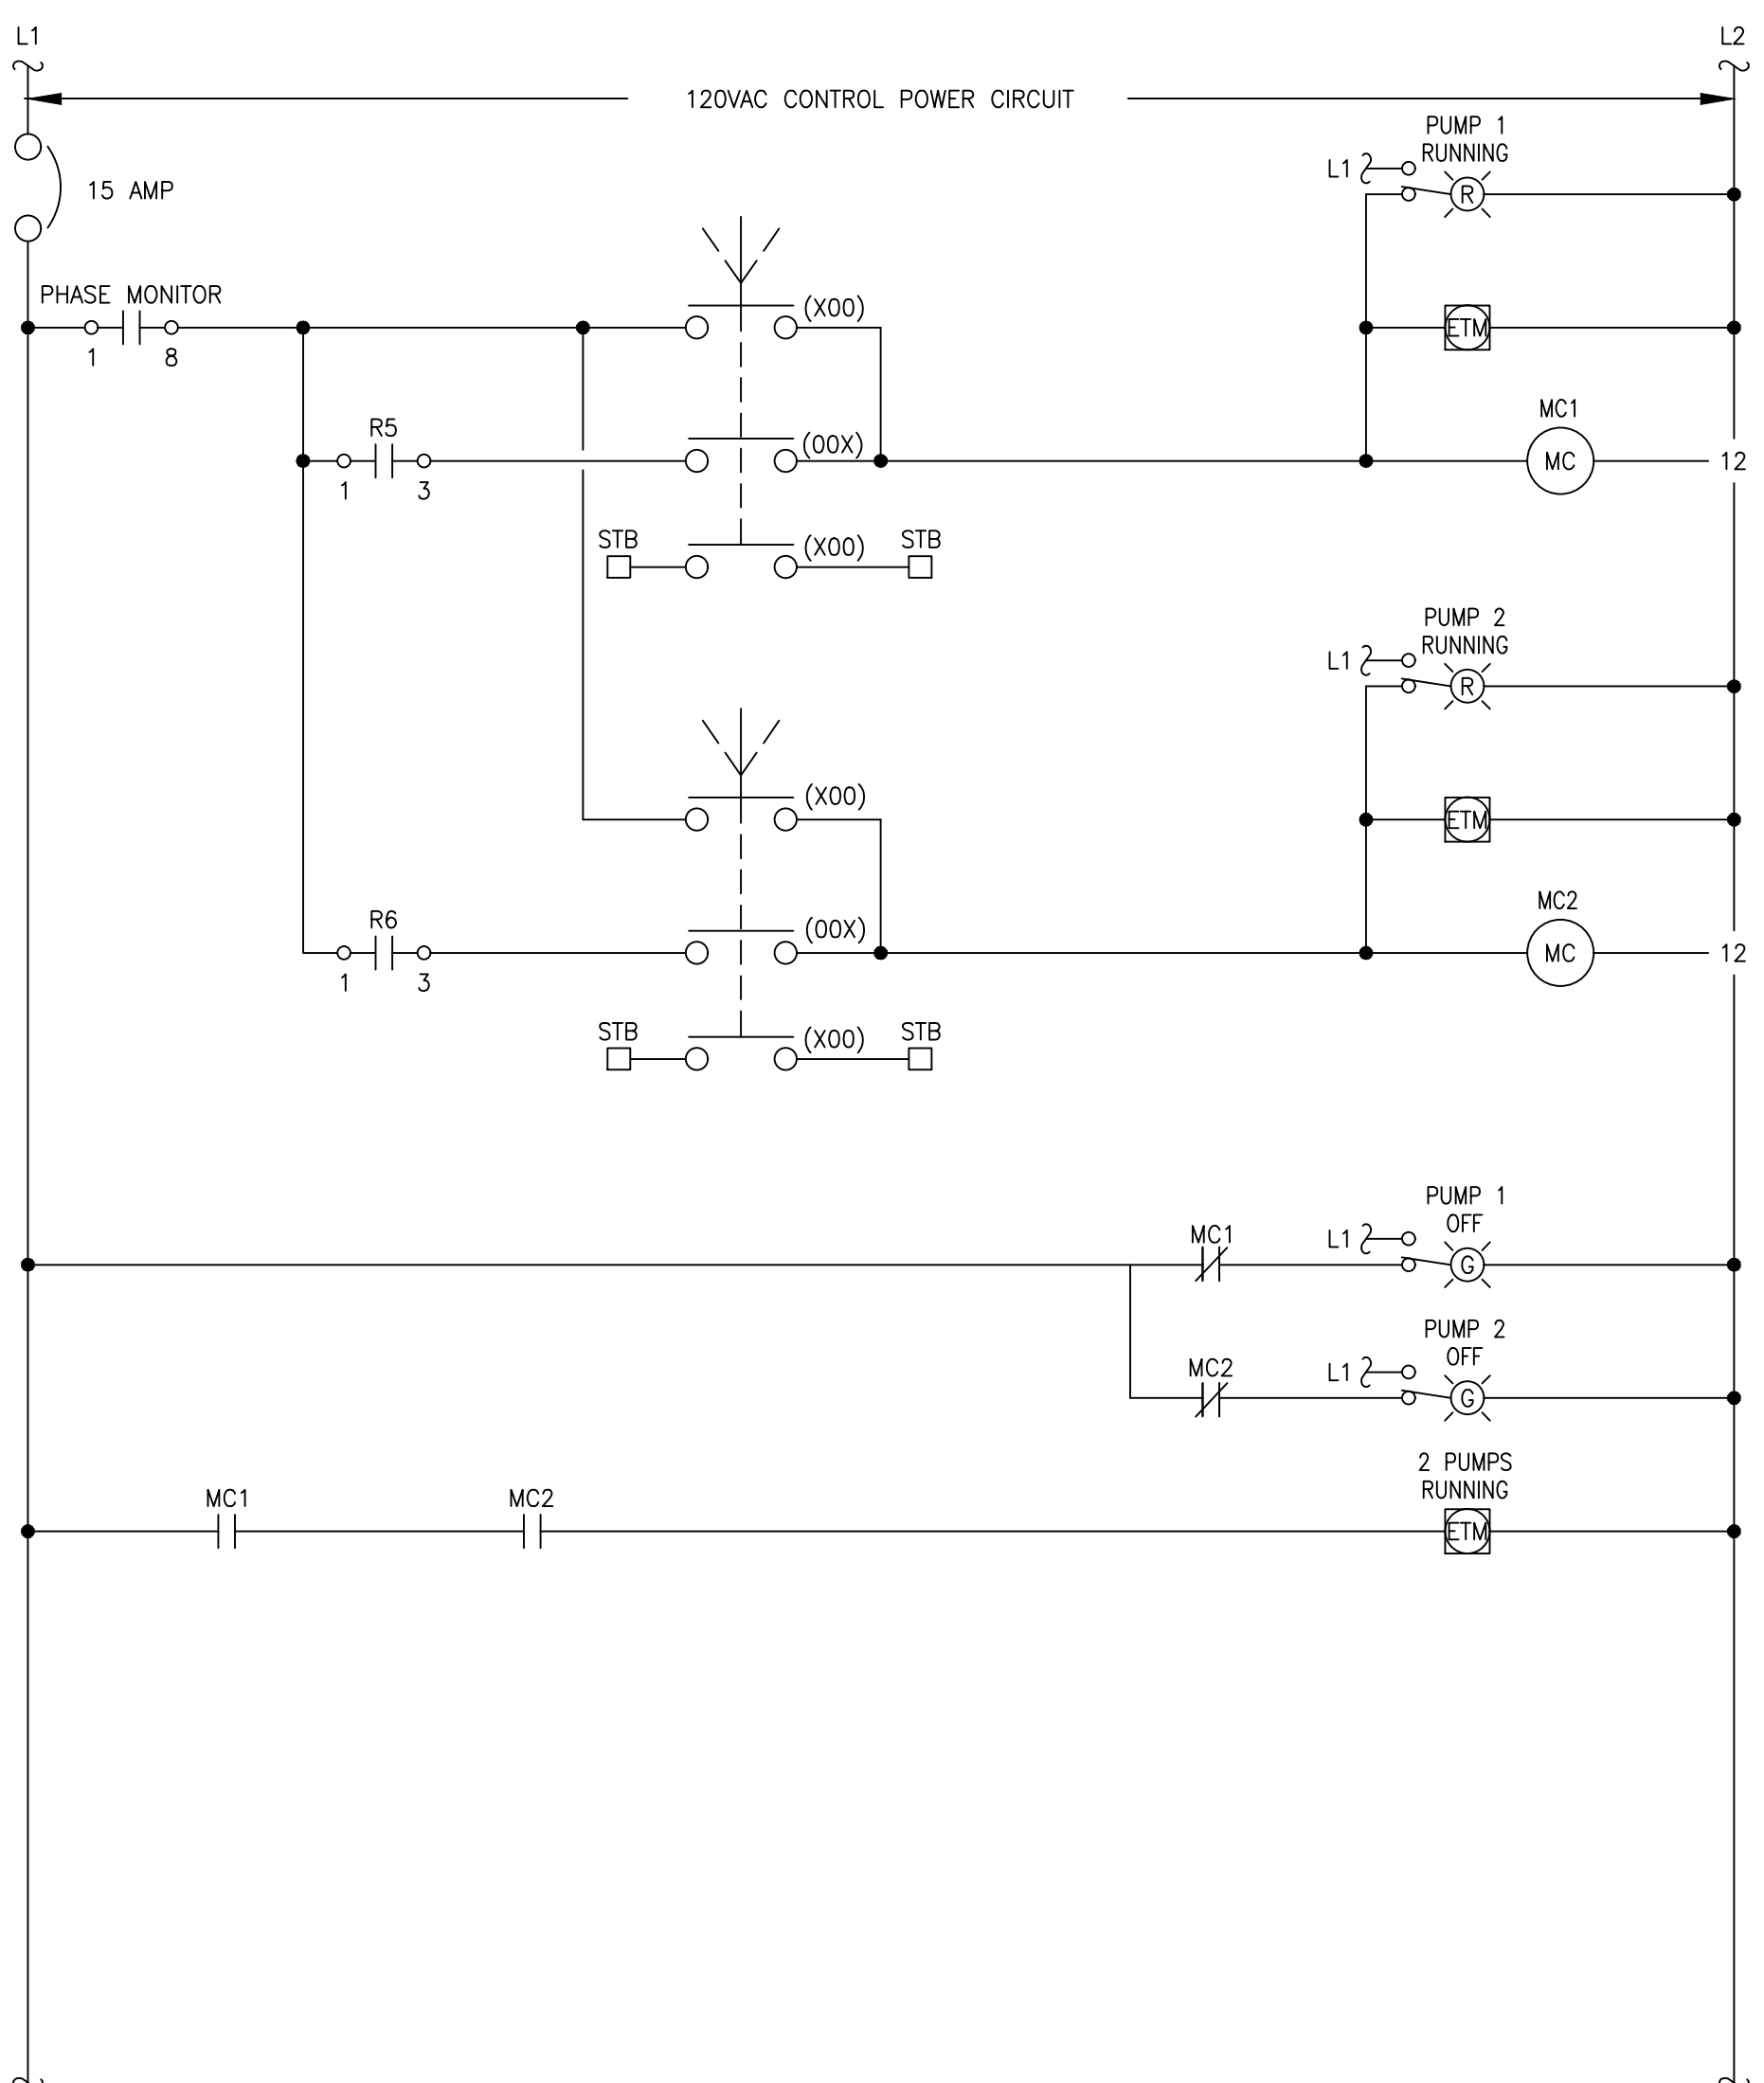 L1
L2
120VAC CONTROL POWER CIRCUIT
PUMP 1
RUNNING
L1
R
15 AMP
PHASE MONITOR
(X00)
1
8
ETM
MC1
R5
(00X)
MC
12
1
3
STB
(X00)
STB
PUMP 2
RUNNING
L1
R
(X00)
ETM
MC2
R6
(00X)
MC
12
1
3
STB
(X00)
STB
PUMP 1
OFF
MC1
L1
G
PUMP 2
OFF
MC2
L1
G
2 PUMPS
RUNNING
MC1
MC2
ETM